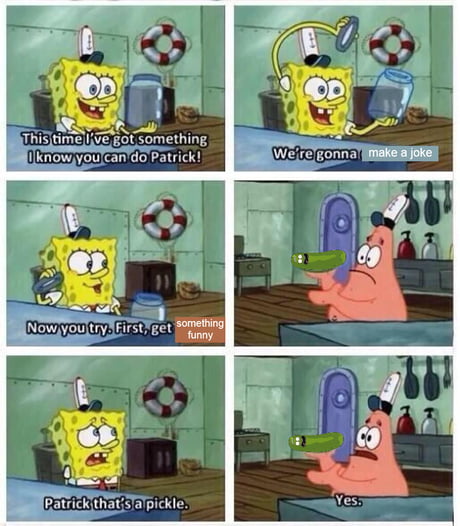 This time I've got something
I know you can do Patrick!
We're gonna make a joke
Now you try. First, get something
funny
Patrick that's a pickle.
Yes.